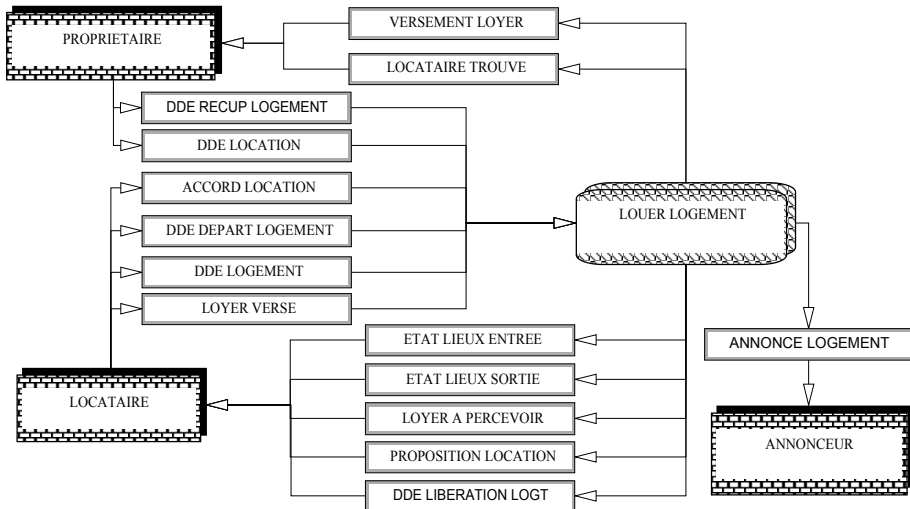 VERSEMENT LOYER
PROPRIETAIRE
LOCATAIRE TROUVE
DDE RECUP LOGEMENT
DDE LOCATION
ACCORD LOCATION
LOUER LOGEMENT
DDE DEPART LOGEMENT
DDE LOGEMENT
LOYER VERSE
ETAT LIEUX ENTREE
ANNONCE LOGEMENT
ETAT LIEUX SORTIE
LOCATAIRE
LOYER A PERCEVOIR
ANNONCEUR
PROPOSITION LOCATION
DDE LIBERATION LOGT